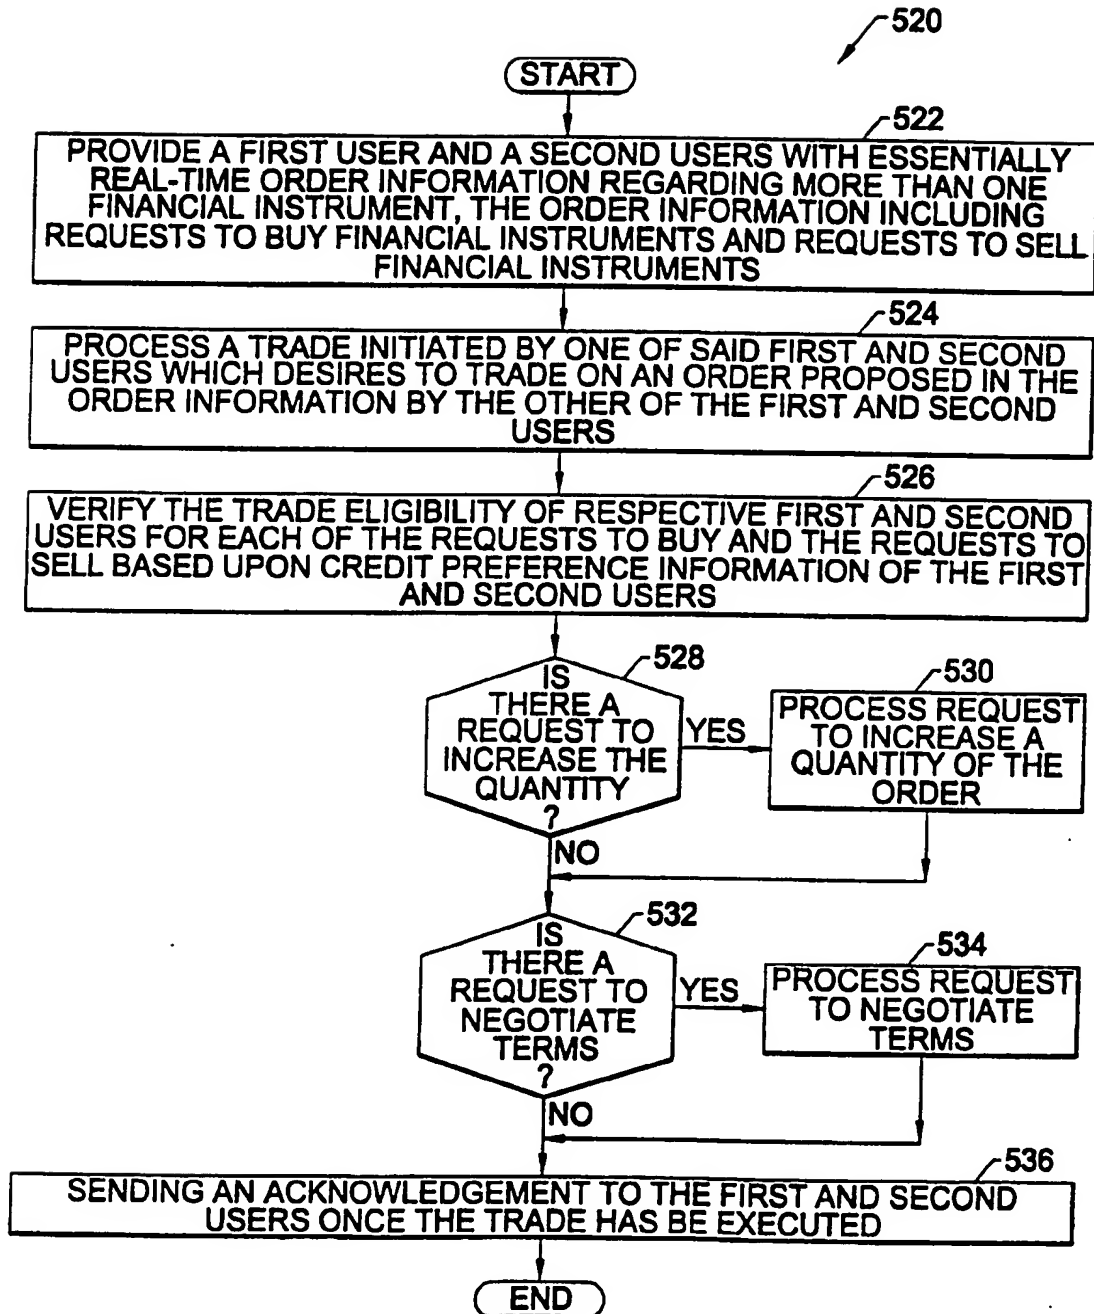 520
START
522
PROVIDE A FIRST USER AND A SECOND USERS WITH ESSENTIALLY
REAL-TIME ORDER INFORMATION REGARDING MORE THAN ONE
FINANCIAL INSTRUMENT, THE ORDER INFORMATION INCLUDING
REQUESTS TO BUY FINANCIAL INSTRUMENTS AND REQUESTS TO SELL
FINANCIAL INSTRUMENTS
524
PROCESS A TRADE INITIATED BY ONE OF SAID FIRST AND SECOND
USERS WHICH DESIRES TO TRADE ON AN ORDER PROPOSED IN THE
ORDER INFORMATION BY THE OTHER OF THE FIRST AND SECOND
USERS
526
VERIFY THE TRADE ELIGIBILITY OF RESPECTIVE FIRST AND SECOND
USERS FOR EACH OF THE REQUESTS TO BUY AND THE REQUESTS TO
SELL BASED UPON CREDIT PREFERENCE INFORMATION OF THE FIRST
AND SECOND USERS
528
IS
THERE A
REQUEST TO
INCREASE THE
QUANTITY
?
YES
530
PROCESS REQUEST
TO INCREASE A
QUANTITY OF THE
ORDER
NO
532
IS
THERE A
REQUEST TO
NEGOTIATE
TERMS
?
YES
534
PROCESS REQUEST
TO NEGOTIATE
TERMS
NO
536
SENDING AN ACKNOWLEDGEMENT TO THE FIRST AND SECOND
USERS ONCE THE TRADE HAS BE EXECUTED
END